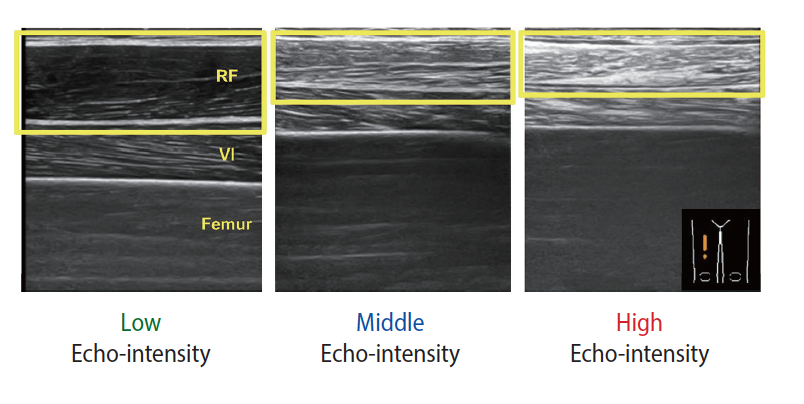 RF
VI
Femur
Low
Echo-intensity
Middle
Echo-intensity
High
Echo-intensity